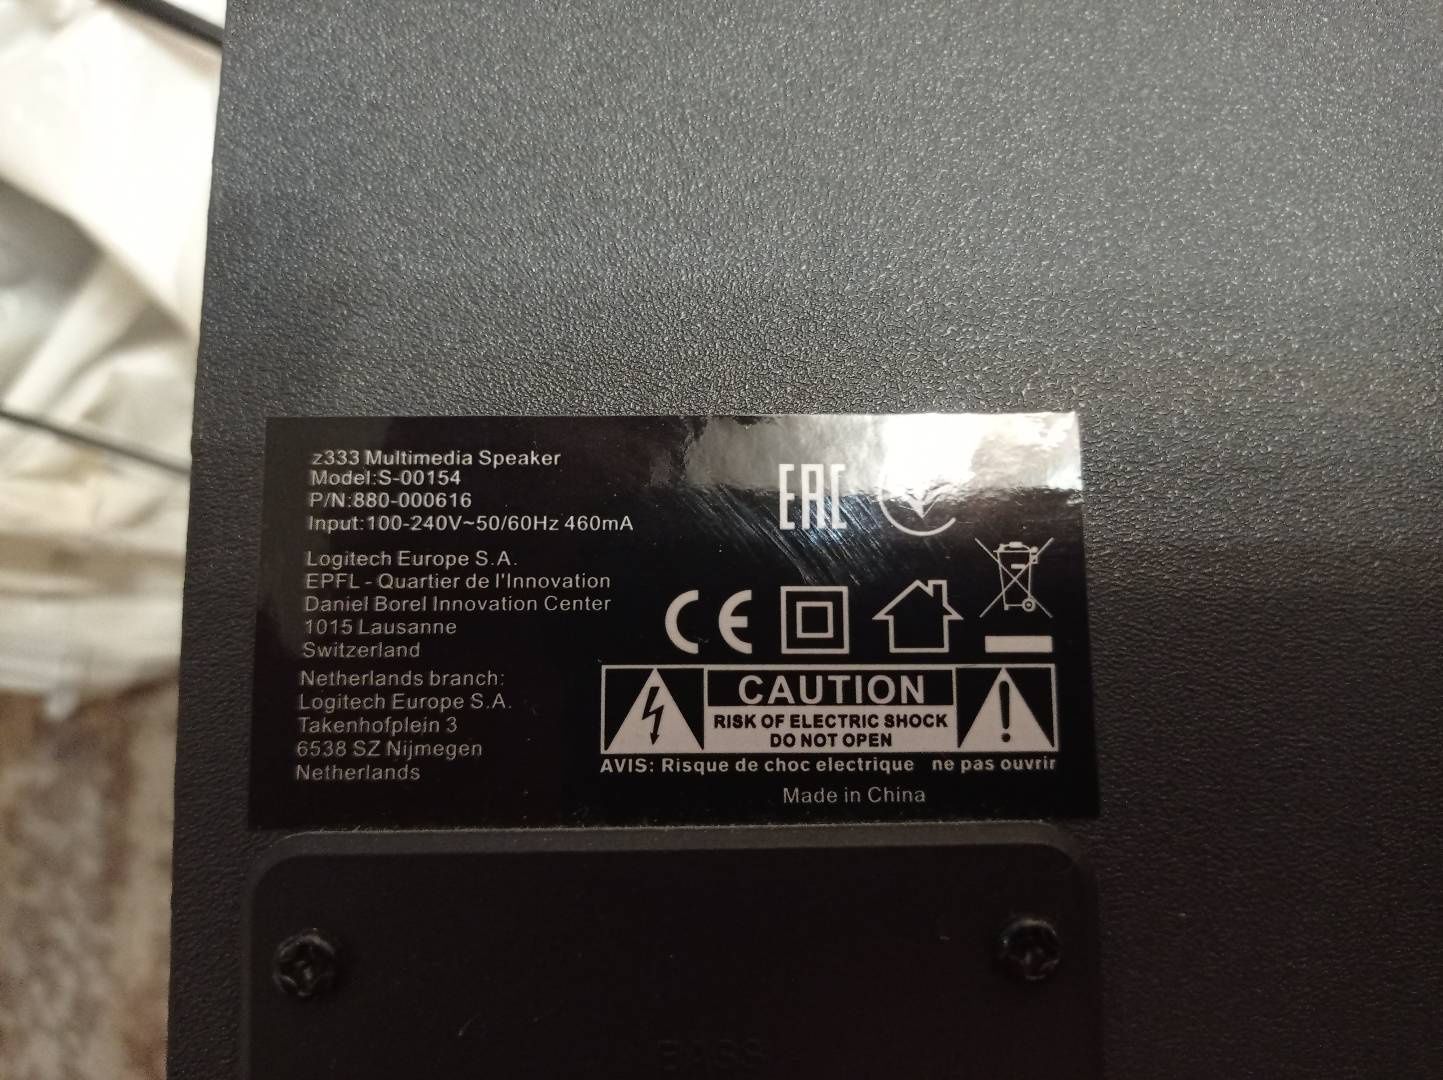 z333 Multimedia Speaker
Model:S-00154
P/N:880-000616
Input:100-240V~50/60Hz 460mA
Logitech Europe S.A.
EPFL - Quartier de l'Innovation
Daniel Borel Innovation Center
1015 Lausanne
Switzerland
Netherlands branch:
Logitech Europe S.A.
Takenhofplein 3
6538 SZ Nijmegen
Netherlands
EAC
CE
CAUTION
RISK OF ELECTRIC SHOCK
DO NOT OPEN
AVIS: Risque de choc electrique ne pas ouvrir
Made in China
BASS